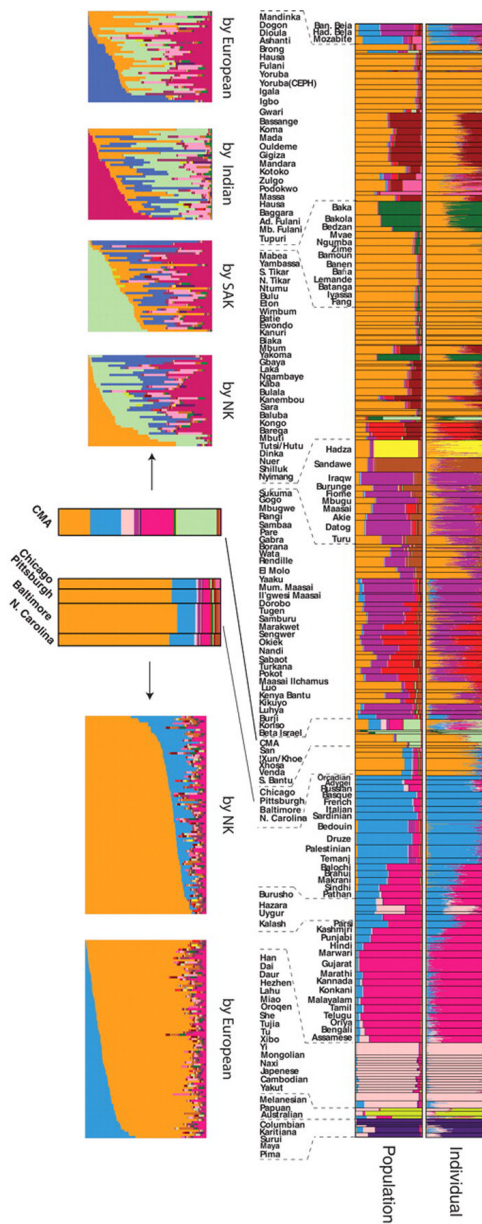 by European
by Indian
by SAK
by NK
CMA
Chicago
Pittsburgh
Baltimore
N. Carolina
by NK
by European
Mandinka
Dogon
Dioula
Ashanti
Brong
Hausa
Fulani
Yoruba
Yoruba(CEPH)
Igala
Igbo
Gwari
Bassange
Koma
Mada
Ouldeme
Gigiza
Mandara
Kotoko
Zulgo
Podokwo
Massa
Hausa
Baggara
Ad. Fulani
Mb. Fulani
Tupuri
Mabea
Yambassa
S. Tikar
N. Tikar
Ntumu
Bulu
Eton
Wimbum
Batie
Ewondo
Kanuri
Biaka
Mbum
Yakoma
Gbaya
Laka
Ngambaye
Kaba
Bulala
Kanembou
Sara
Baluba
Kongo
Barega
Mbuti
Tutsi/Hutu
Dinka
Nuer
Shilluk
Nyimang
Sukuma
Gogo
Mbugwe
Rangi
Sambaa
Pare
Gabra
Borana
Wata
Rendille
El Molo
Yaaku
Mum. Maasai
Il'gwesi Maasai
Dorobo
Tugen
Samburu
Marakwet
Sengwer
Okiek
Nandi
Sabaot
Turkana
Pokot
Maasai Ilchamus
Luo
Kenya Bantu
Kikuyo
Luhya
Burji
Konso
Beta Israel
CMA
San
!Xun/Khoe
Xhosa
Venda
S. Bantu
Chicago
Pittsburgh
Baltimore
N. Carolina
Burusho
Hazara
Uygur
Kalash
Han
Dai
Daur
Hezhen
Lahu
Miao
Oroqen
She
Tujia
Tu
Xibo
Yi
Mongolian
Naxi
Japenese
Cambodian
Yakut
Melanesian
Papuan
Australian
Columbian
Karitiana
Surui
Maya
Pima
Ban. Beja
Had. Beja
Mozabite
Baka
Bakola
Bedzan
Mvae
Ngumba
Zime
Bamoun
Banen
Bafia
Lemande
Batanga
Iyassa
Fang
Hadza
Sandawe
Iraqw
Burunge
Fiome
Mbugu
Maasai
Akie
Datog
Turu
Orcadian
Adygei
Russian
Basque
French
Italian
Sardinian
Bedouin
Druze
Palestinian
Temani
Balochi
Brahui
Makrani
Sindhi
Pathan
Parsi
Kashmiri
Punjabi
Hindi
Marwari
Gujarat
Marathi
Kannada
Konkani
Malayalam
Tamil
Telugu
Oriya
Bengali
Assamese
Population
Individual